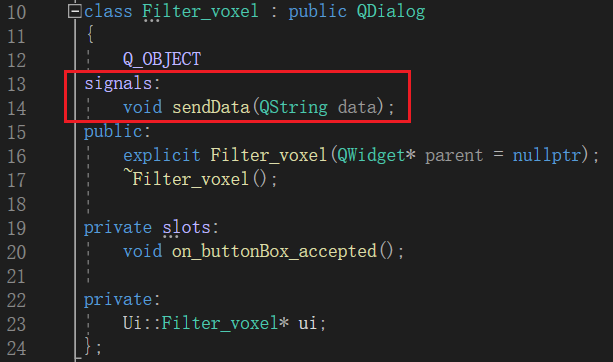 10 class Filter_voxel : public QDialog
11 {
12 Q_OBJECT
13 signals:
14 void sendData(QString data);
15 public:
16 explicit Filter_voxel(QWidget* parent = nullptr);
17 ~Filter_voxel();
18
19 private slots:
20 void on_buttonBox_accepted();
21
22 private:
23 Ui::Filter_voxel* ui;
24 };